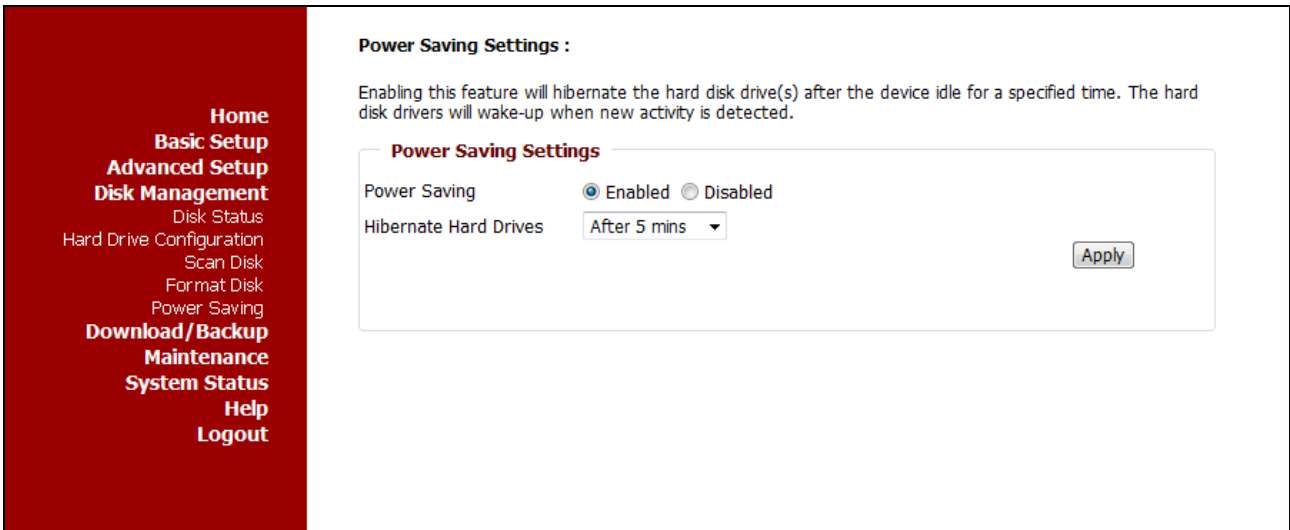 Home
Basic Setup
Advanced Setup
Disk Management
Disk Status
Hard Drive Configuration
Scan Disk
Format Disk
Power Saving
Download/Backup
Maintenance
System Status
Help
Logout
Power Saving Settings :
Enabling this feature will hibernate the hard disk drive(s) after the device idle for a specified time. The hard
disk drivers will wake-up when new activity is detected.
Power Saving Settings
Power Saving Enabled Disabled
Hibernate Hard Drives After 5 mins
Apply